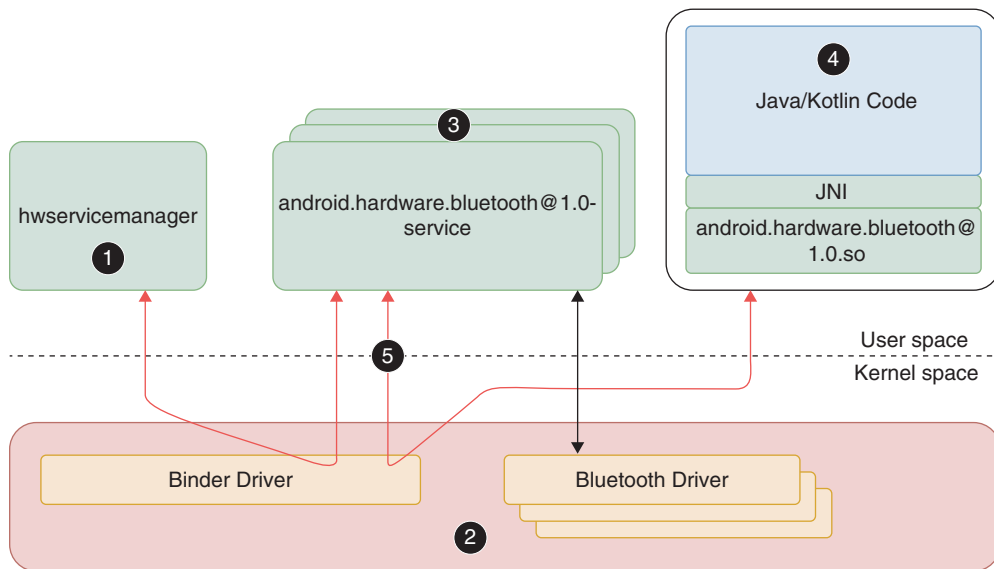 4
Java/Kotlin Code
3
hwservicemanager
1
android.hardware.bluetooth@1.0-
service
JNI
android.hardware.bluetooth@
1.0.so
5
User space
Kernel space
Binder Driver
Bluetooth Driver
2